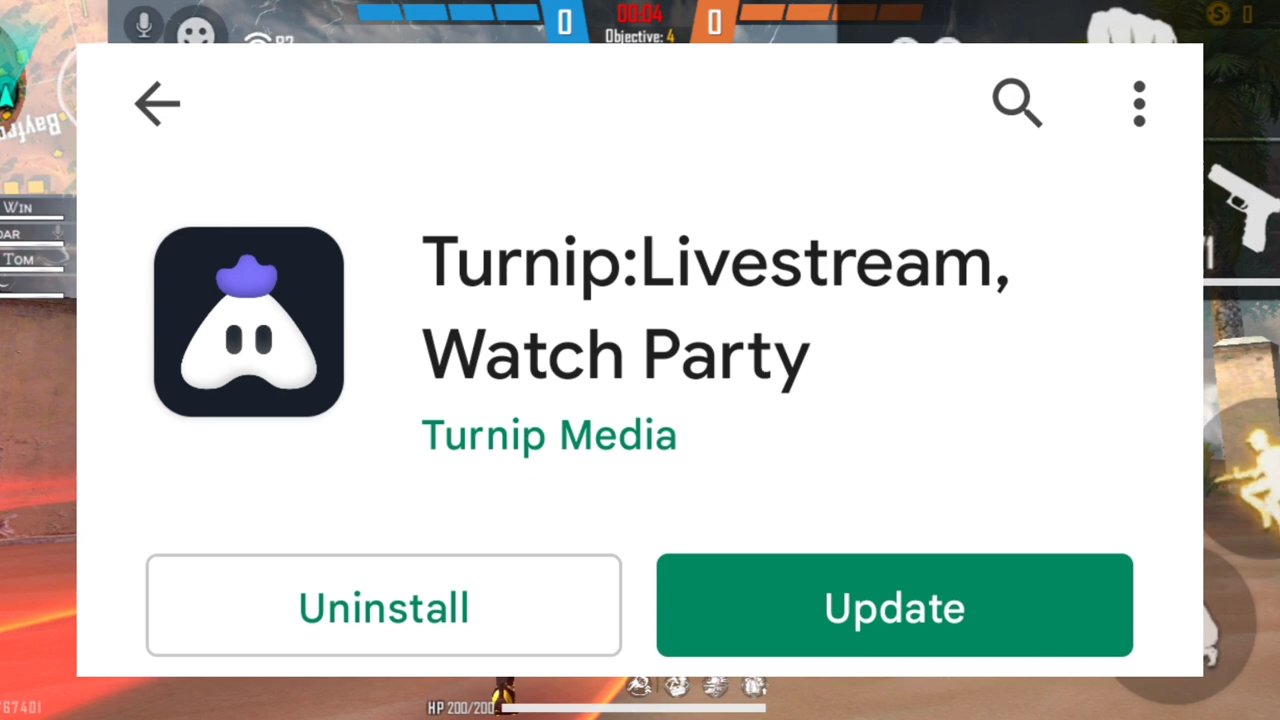 0
00:04
0
Objective: 4
Win
Tom
Turnip:Livestream,
Watch Party
Turnip Media
Uninstall
Update
HP 200/200
67401